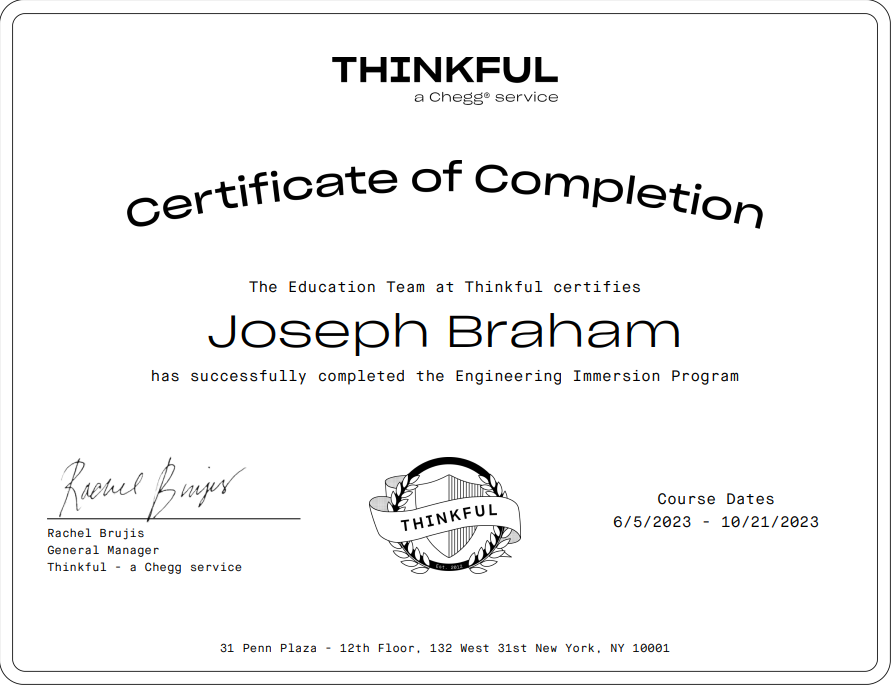 THINKFUL
a Chegg® service
Certificate of Completion
The Education Team at Thinkful certifies
Joseph Braham
has successfully completed the Engineering Immersion Program
Rachel Brujis
Rachel Brujis
General Manager
Thinkful - a Chegg service
THINKFUL
Est. 2012
Course Dates
6/5/2023 - 10/21/2023
31 Penn Plaza - 12th Floor, 132 West 31st New York, NY 10001